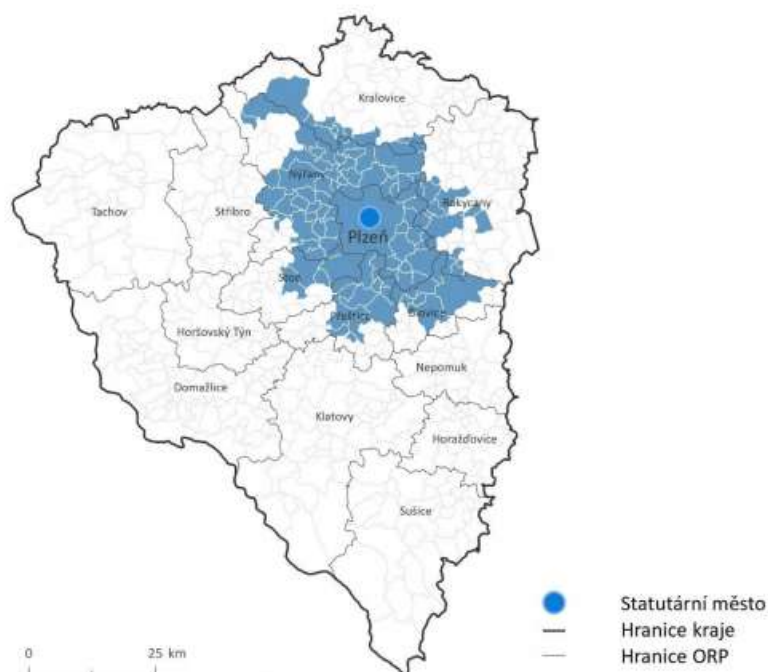 Kralovice
Nýřany
Rokycany
Tachov
Stříbro
Plzeň
Stod
Přeštice
Blovice
Horšovský Týn
Nepomuk
Domažlice
Klatovy
Horažďovice
Sušice
Statutární město
Hranice kraje
Hranice ORP
0 25 km